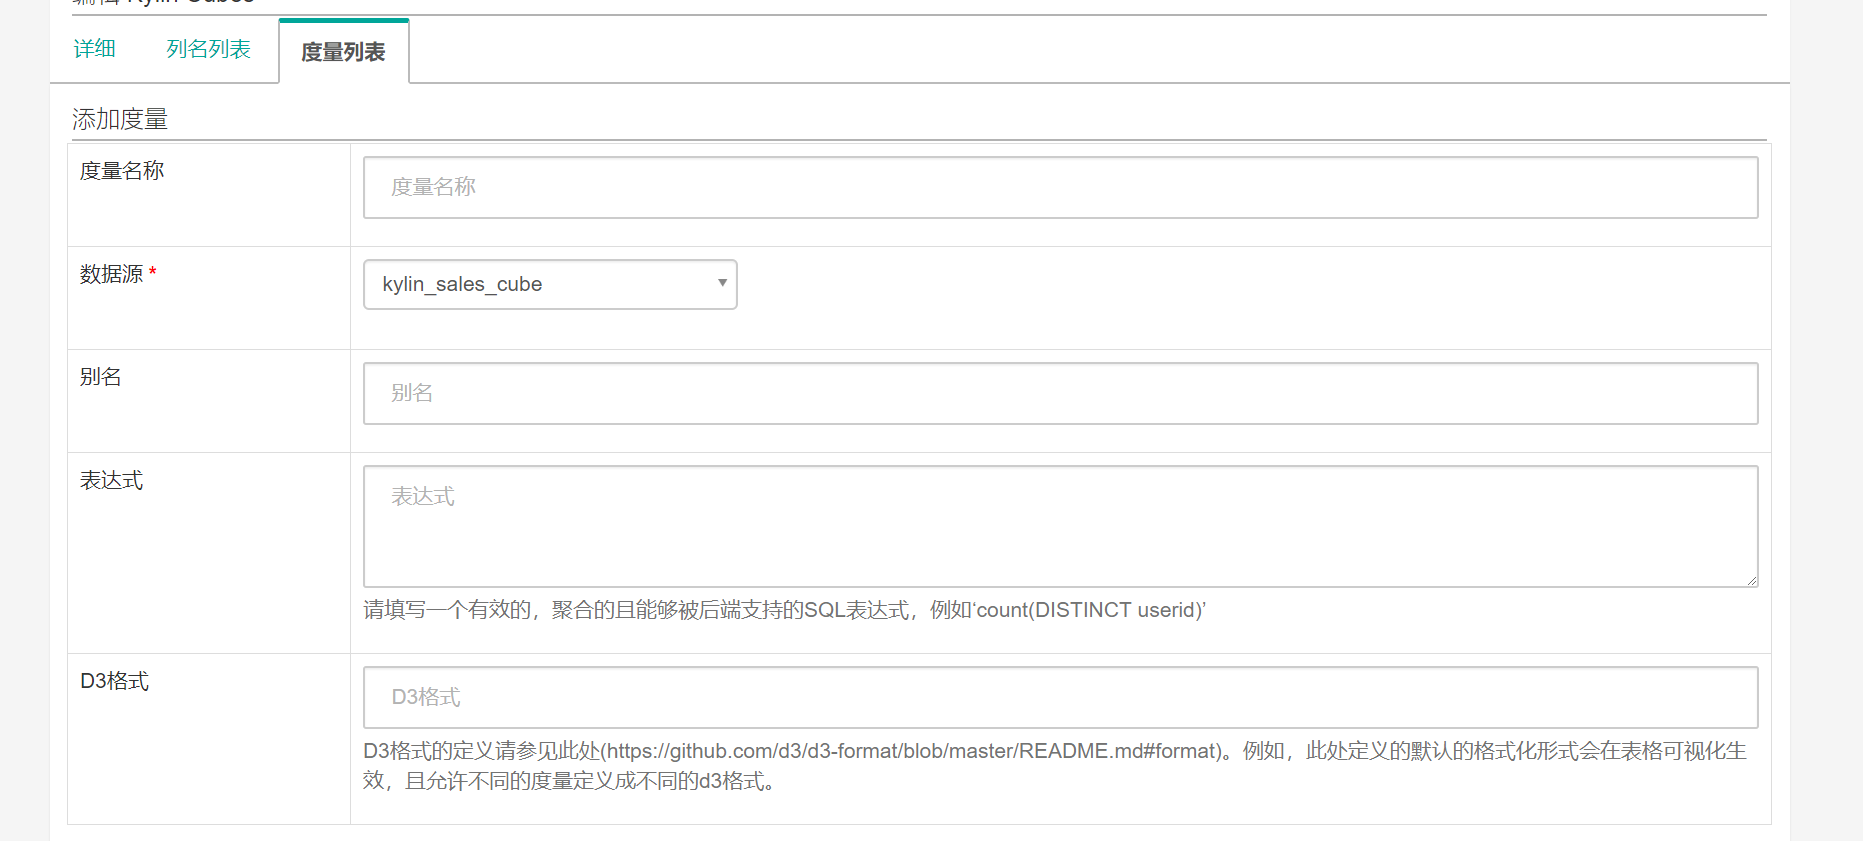 编辑 Kylin Cubes
详细
列名列表
度量列表
添加度量
度量名称
度量名称
数据源 *
kylin_sales_cube
别名
别名
表达式
表达式
请填写一个有效的，聚合的且能够被后端支持的SQL表达式，例如‘count(DISTINCT userid)’
D3格式
D3格式
D3格式的定义请参见此处(https://github.com/d3/d3-format/blob/master/README.md#format)。例如，此处定义的默认的格式化形式会在表格可视化生
效，且允许不同的度量定义成不同的d3格式。